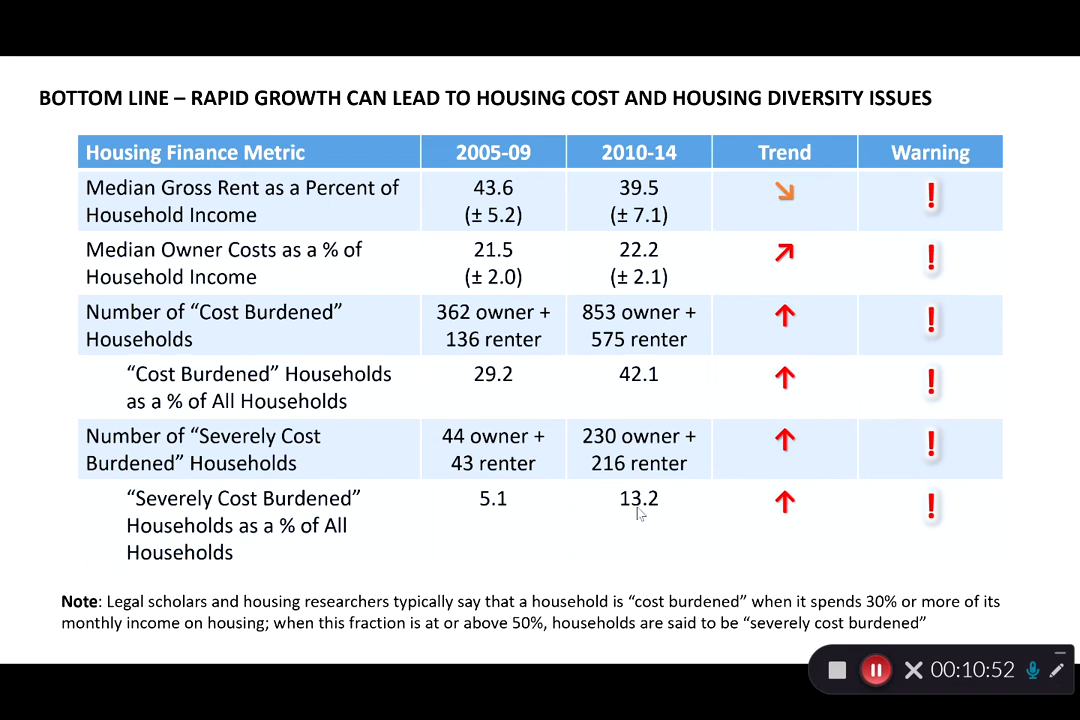 BOTTOM LINE – RAPID GROWTH CAN LEAD TO HOUSING COST AND HOUSING DIVERSITY ISSUES
Housing Finance Metric 2005-09 2010-14 Trend Warning
Median Gross Rent as a Percent of 43.6 39.5 !
Household Income (± 5.2) (± 7.1)
Median Owner Costs as a % of 21.5 22.2 !
Household Income (± 2.0) (± 2.1)
Number of “Cost Burdened” 362 owner + 853 owner + !
Households 136 renter 575 renter
“Cost Burdened” Households 29.2 42.1 !
as a % of All Households
Number of “Severely Cost 44 owner + 230 owner + !
Burdened” Households 43 renter 216 renter
“Severely Cost Burdened” 5.1 13.2 !
Households as a % of All
Households
Note: Legal scholars and housing researchers typically say that a household is “cost burdened” when it spends 30% or more of its
monthly income on housing; when this fraction is at or above 50%, households are said to be “severely cost burdened”
00:10:52